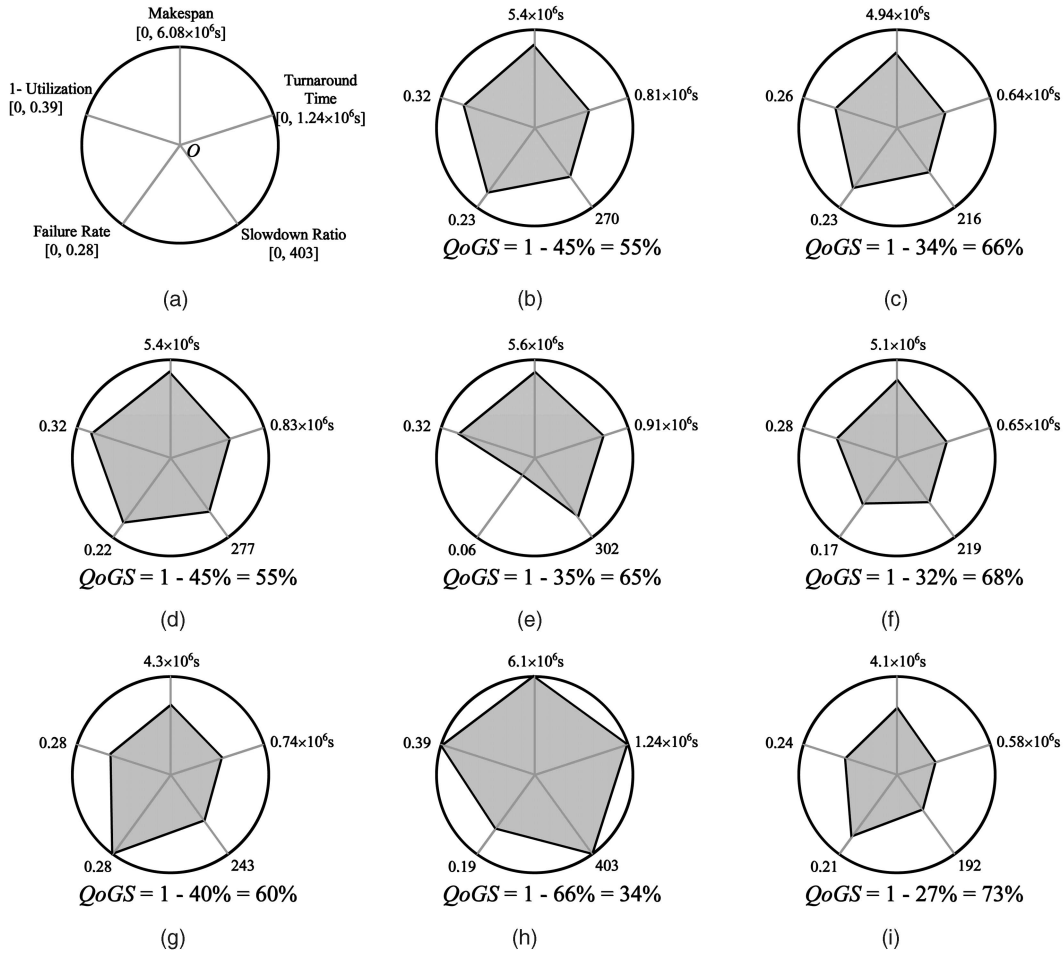 Makespan
[0, 6.08×10⁶s]
1- Utilization
[0, 0.39]
Turnaround
Time
[0, 1.24×10⁶s]
O
Failure Rate
[0, 0.28]
Slowdown Ratio
[0, 403]
(a)
5.4×10⁶s
0.32
0.81×10⁶s
0.23
270
QoGS = 1 - 45% = 55%
(b)
4.94×10⁶s
0.26
0.64×10⁶s
0.23
216
QoGS = 1 - 34% = 66%
(c)
5.4×10⁶s
0.32
0.83×10⁶s
0.22
277
QoGS = 1 - 45% = 55%
(d)
5.6×10⁶s
0.32
0.91×10⁶s
0.06
302
QoGS = 1 - 35% = 65%
(e)
5.1×10⁶s
0.28
0.65×10⁶s
0.17
219
QoGS = 1 - 32% = 68%
(f)
4.3×10⁶s
0.28
0.74×10⁶s
0.28
243
QoGS = 1 - 40% = 60%
(g)
6.1×10⁶s
0.39
1.24×10⁶s
0.19
403
QoGS = 1 - 66% = 34%
(h)
4.1×10⁶s
0.24
0.58×10⁶s
0.21
192
QoGS = 1 - 27% = 73%
(i)